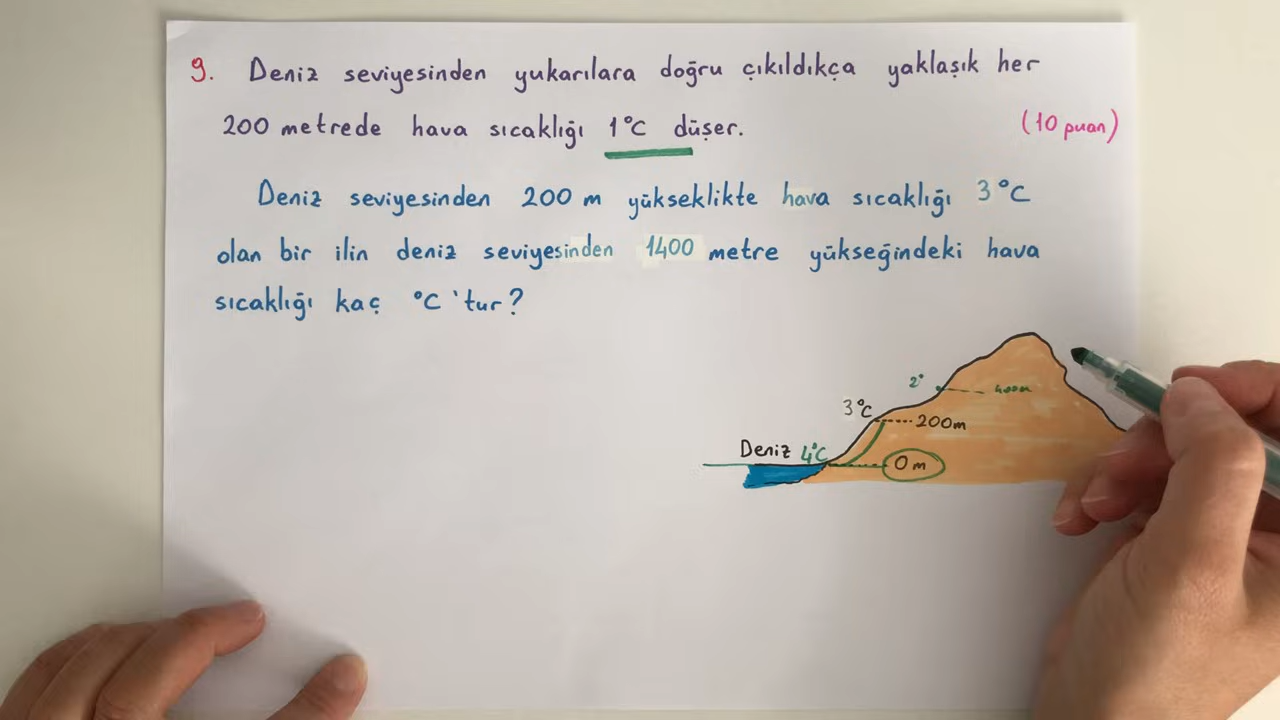 9. Deniz seviyesinden yukarılara doğru çıkıldıkça yaklaşık her
200 metrede hava sıcaklığı 1°C düşer.
(10 puan)
Deniz seviyesinden 200 m yükseklikte hava sıcaklığı 3°C
olan bir ilin deniz seviyesinden 1400 metre yükseğindeki hava
sıcaklığı kaç °C 'tur?
2° 400m
3°C 200m
Deniz 4°C 0m